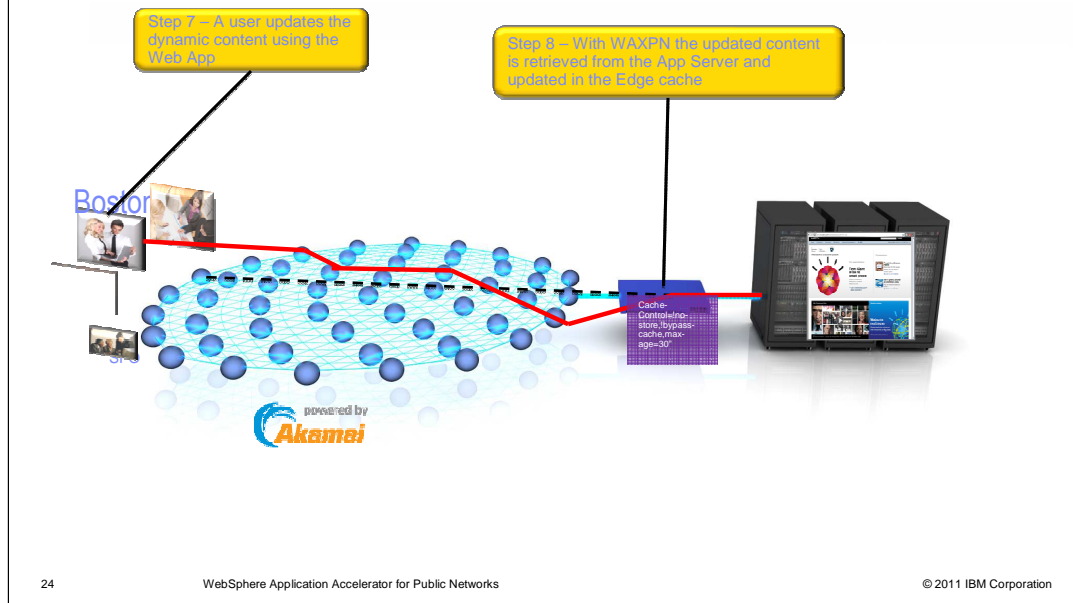 Step 7 – A user updates the
dynamic content using the
Web App
Step 8 – With WAXPN the updated content
is retrieved from the App Server and
updated in the Edge cache
Boston
Cache-
Control=!no-
store,!bypass-
cache,max-
age=30"
powered by
Akamai
24
WebSphere Application Accelerator for Public Networks
© 2011 IBM Corporation